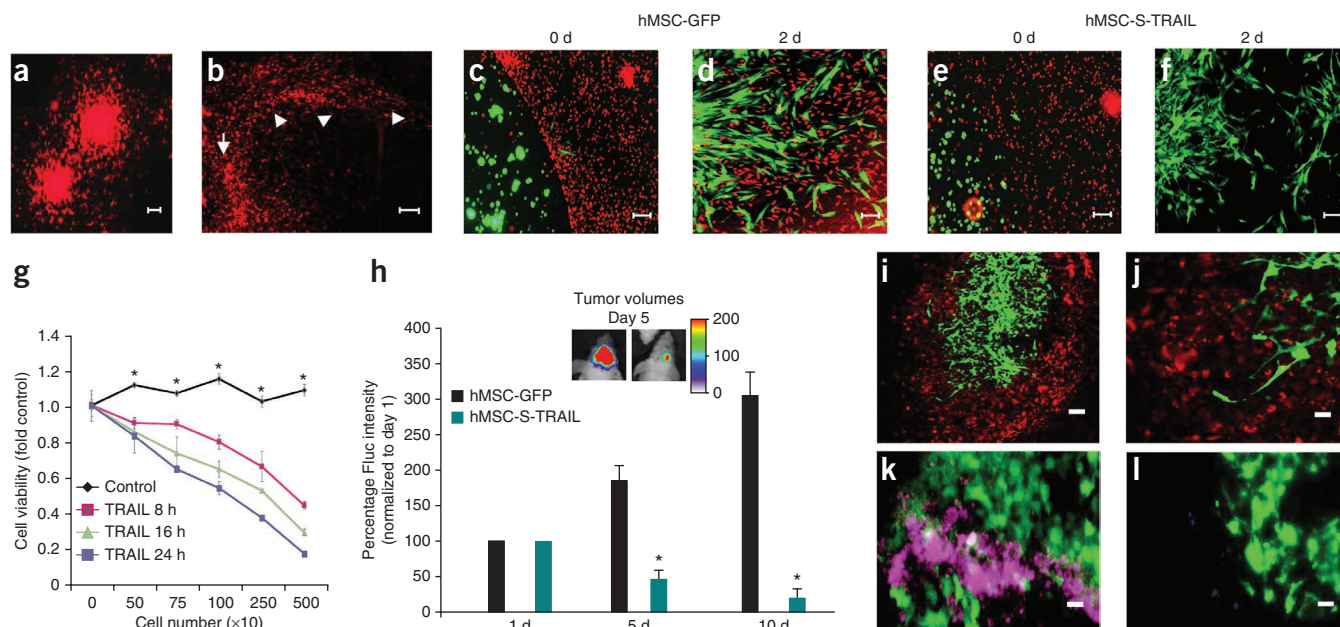 hMSC-GFP
hMSC-S-TRAIL
0 d
2 d
0 d
2 d
a
b
c
d
e
f
g
Cell viability (fold control)
1.4
1.2
1.0
0.8
0.6
0.4
0.2
0
* * * * *
Control
TRAIL 8 h
TRAIL 16 h
TRAIL 24 h
0 50 75 100 250 500
Cell number (×10)
h
Percentage Fluc intensity
(normalized to day 1)
400
350
300
250
200
150
100
50
0
Tumor volumes
Day 5
200
100
0
hMSC-GFP
hMSC-S-TRAIL
*
*
1 d 5 d 10 d
i
j
k
l